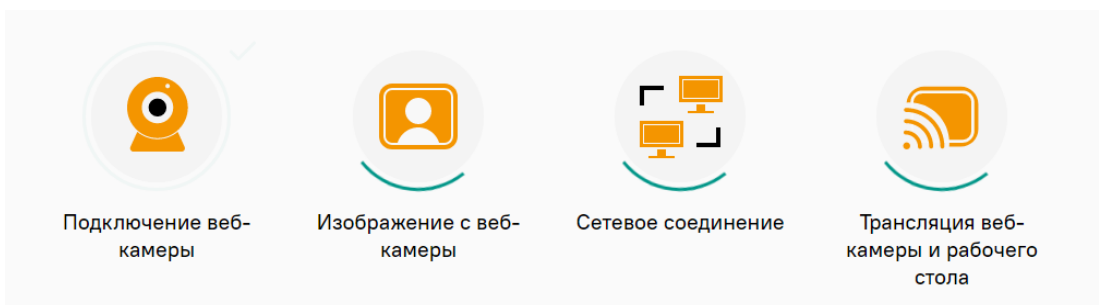 Подключение веб-
камеры
Изображение с веб-
камеры
Сетевое соединение
Трансляция веб-
камеры и рабочего
стола